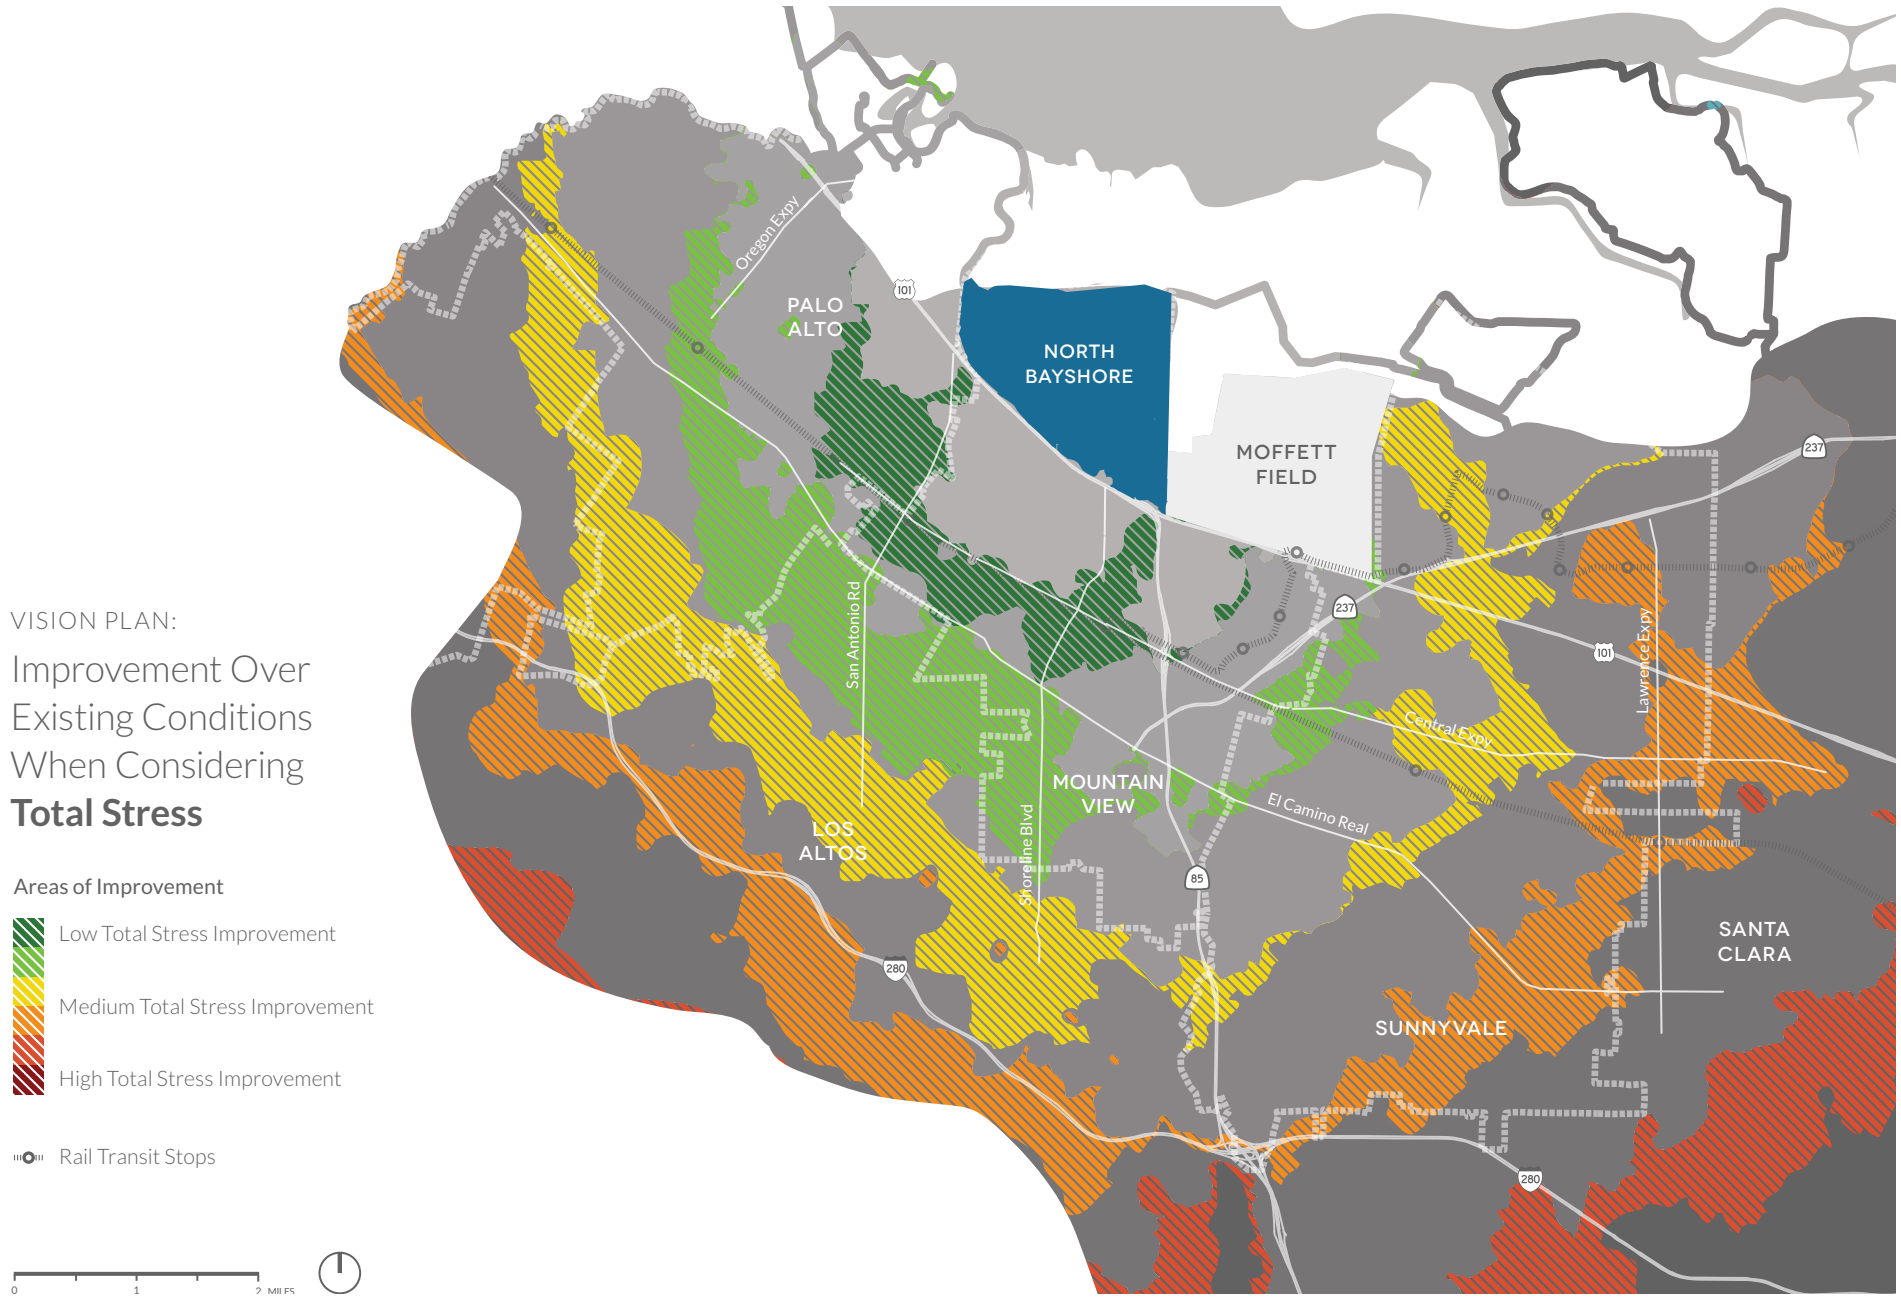 VISION PLAN:
Improvement Over
Existing Conditions
When Considering
Total Stress
Areas of Improvement
Low Total Stress Improvement
Medium Total Stress Improvement
High Total Stress Improvement
Rail Transit Stops
0 1 2 MILES
Oregon Expy
PALO
ALTO
101
NORTH
BAYSHORE
MOFFETT
FIELD
237
237
101
San Antonio Rd
Lawrence Expy
Central Expy
MOUNTAIN
VIEW
El Camino Real
LOS
ALTOS
Shoreline Blvd
85
280
SANTA
CLARA
SUNNYVALE
280